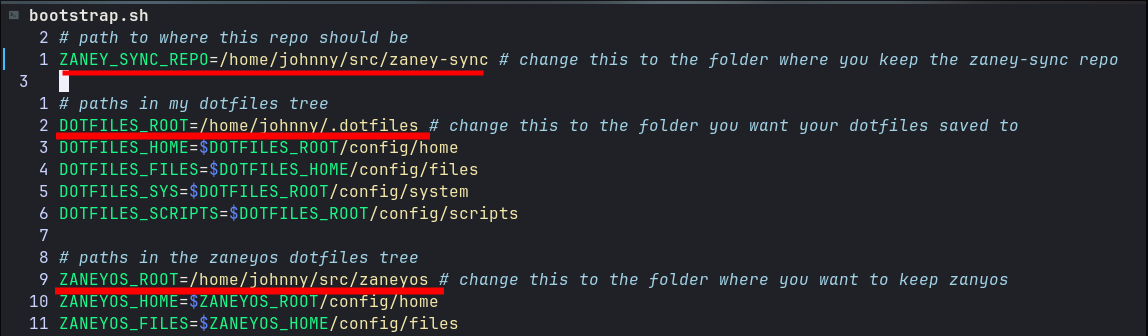 bootstrap.sh
2 # path to where this repo should be
1 ZANEY_SYNC_REPO=/home/johnny/src/zaney-sync # change this to the folder where you keep the zaney-sync repo
3
1 # paths in my dotfiles tree
2 DOTFILES_ROOT=/home/johnny/.dotfiles # change this to the folder you want your dotfiles saved to
3 DOTFILES_HOME=$DOTFILES_ROOT/config/home
4 DOTFILES_FILES=$DOTFILES_HOME/config/files
5 DOTFILES_SYS=$DOTFILES_ROOT/config/system
6 DOTFILES_SCRIPTS=$DOTFILES_ROOT/config/scripts
7
8 # paths in the zaneyos dotfiles tree
9 ZANEYOS_ROOT=/home/johnny/src/zaneyos # change this to the folder where you want to keep zanyos
10 ZANEYOS_HOME=$ZANEYOS_ROOT/config/home
11 ZANEYOS_FILES=$ZANEYOS_HOME/config/files